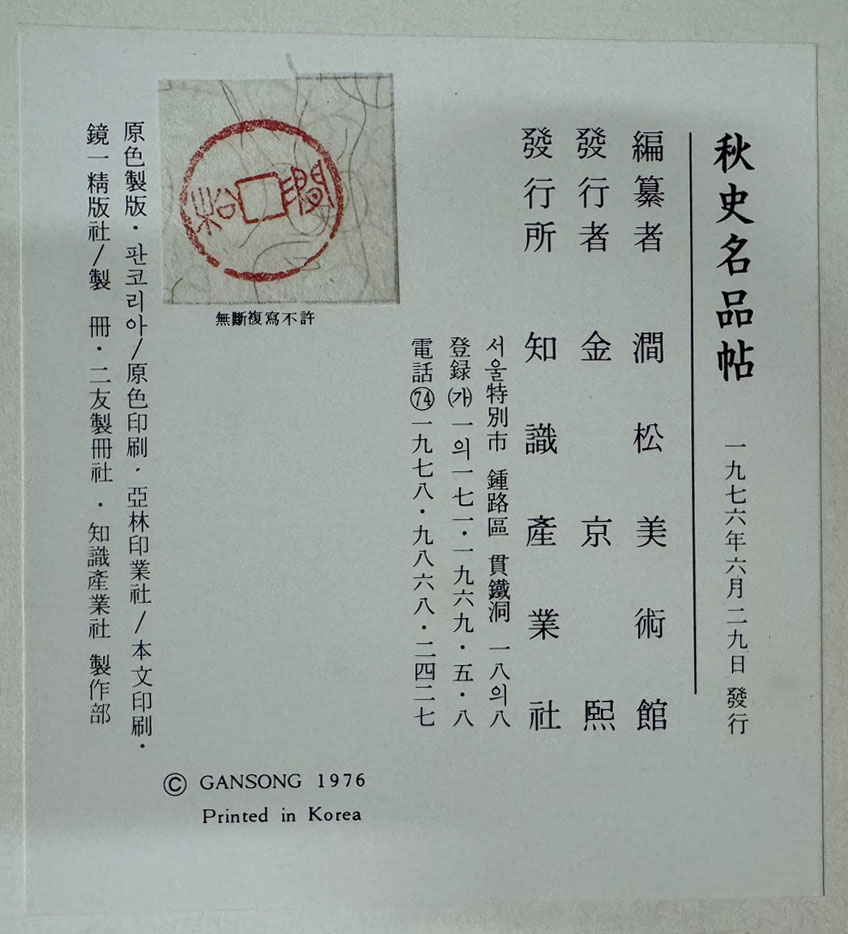 秋史名品帖 一九七六年六月二九日 發行
編纂者 澗松美術館
發行者 金京熙
發行所 知識產業社
서울特別市 鍾路區 貫鐵洞 一八의八
登録㈎ 一의一七一·一九六九·五·八
電話㊼一九七八·九八六八·二四二七
無斷複寫不許
原色製版·판코리아/原色印刷·亞林印業社/本文印刷·
鏡一精版社/製 冊·二友製冊社·知識產業社 製作部
© GANSONG 1976
Printed in Korea